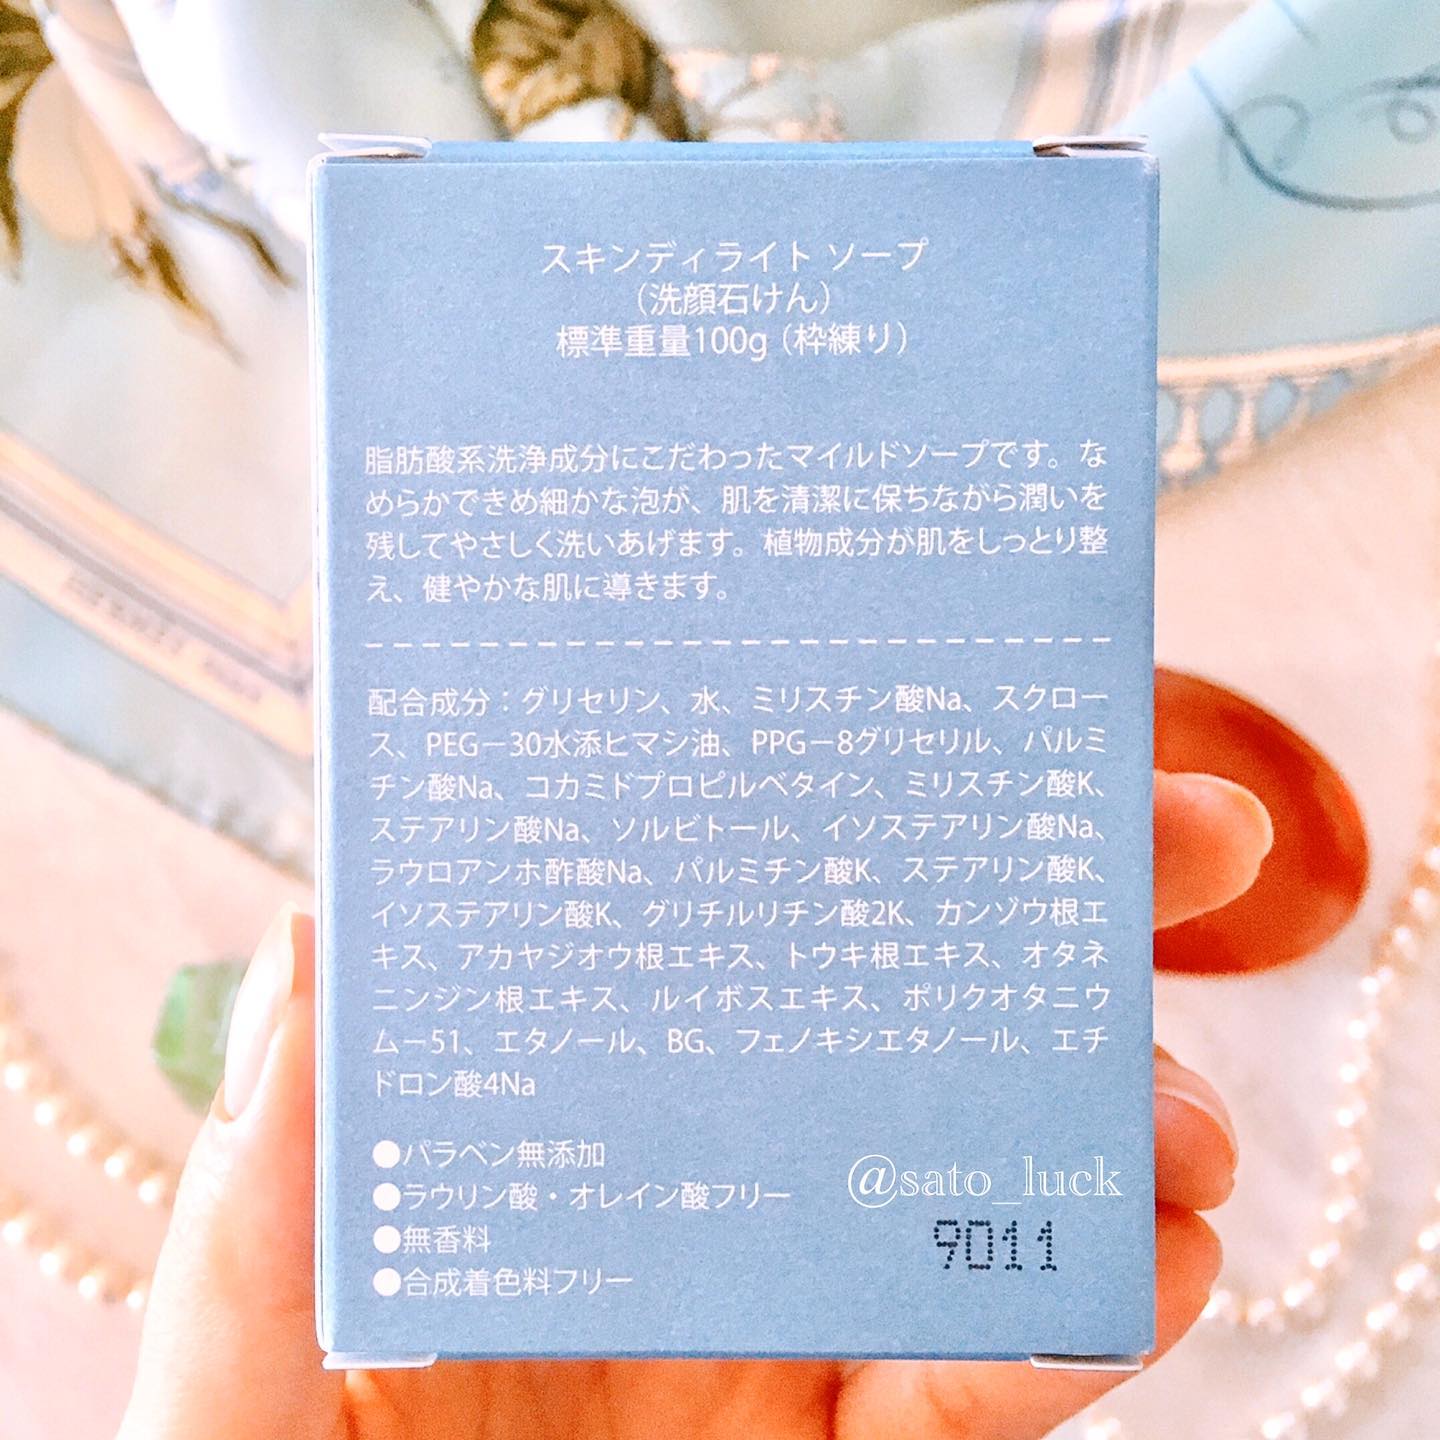 スキンディライト ソープ
（洗顔石けん）
標準重量100g（枠練り）
脂肪酸系洗浄成分にこだわったマイルドソープです。な
めらかできめ細かな泡が、肌を清潔に保ちながら潤いを
残してやさしく洗いあげます。植物成分が肌をしっとり整
え、健やかな肌に導きます。
配合成分：グリセリン、水、ミリスチン酸Na、スクロー
ス、PEG－30水添ヒマシ油、PPG－8グリセリル、パルミ
チン酸Na、コカミドプロピルベタイン、ミリスチン酸K、
ステアリン酸Na、ソルビトール、イソステアリン酸Na、
ラウロアンホ酢酸Na、パルミチン酸K、ステアリン酸K、
イソステアリン酸K、グリチルリチン酸2K、カンゾウ根エ
キス、アカヤジオウ根エキス、トウキ根エキス、オタネ
ニンジン根エキス、ルイボスエキス、ポリクオタニウ
ム－51、エタノール、BG、フェノキシエタノール、エチ
ドロン酸4Na
●パラベン無添加
●ラウリン酸・オレイン酸フリー
●無香料
●合成着色料フリー
@sato_luck
9D11